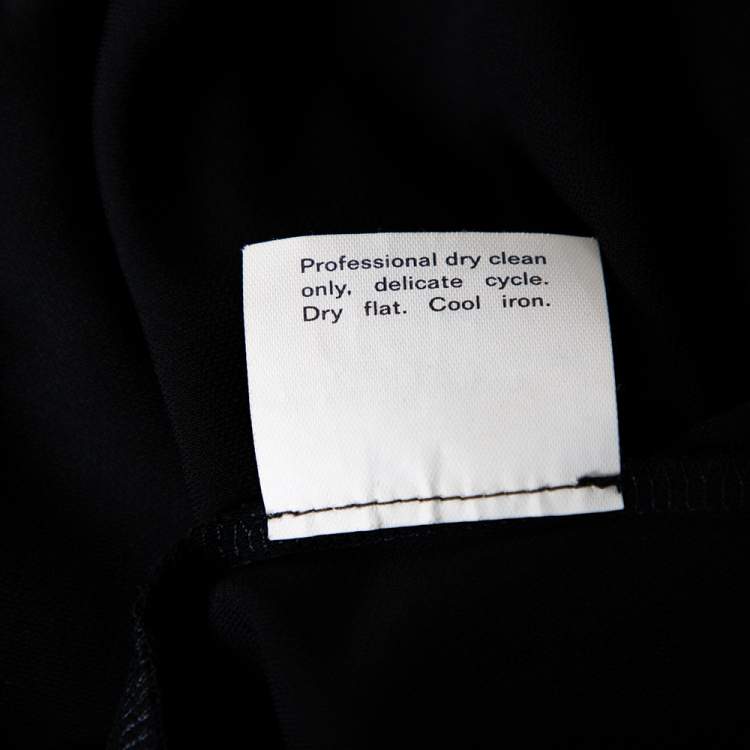 Professional dry clean
only, delicate cycle.
Dry flat. Cool iron.